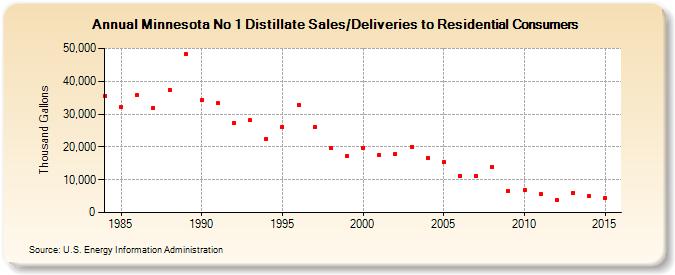 Annual Minnesota No 1 Distillate Sales/Deliveries to Residential Consumers
Thousand Gallons
50,000
40,000
30,000
20,000
10,000
0
1985 1990 1995 2000 2005 2010 2015
Source: U.S. Energy Information Administration